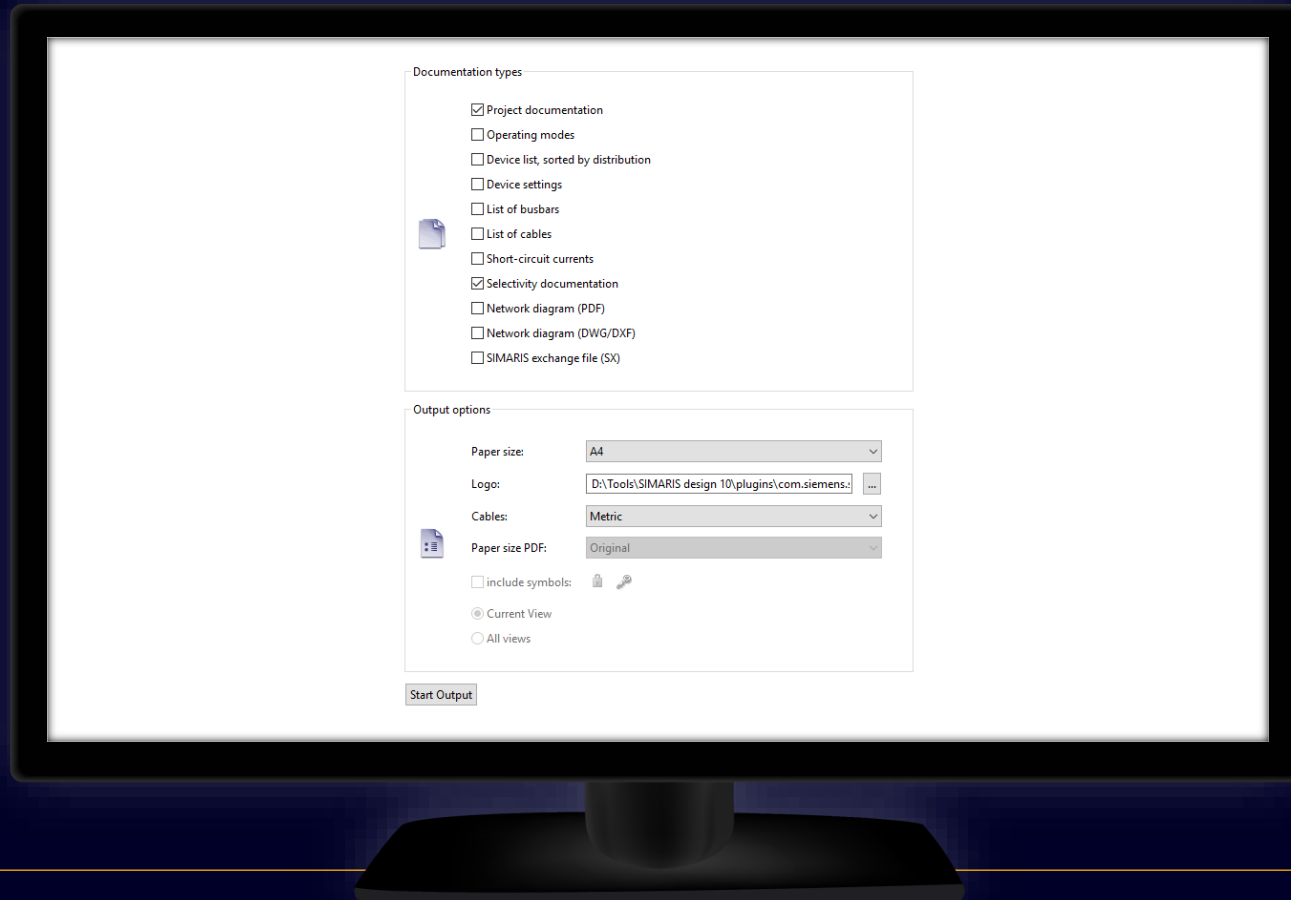 Documentation types
Project documentation
Operating modes
Device list, sorted by distribution
Device settings
List of busbars
List of cables
Short-circuit currents
Selectivity documentation
Network diagram (PDF)
Network diagram (DWG/DXF)
SIMARIS exchange file (SX)
Output options
Paper size: A4
Logo: D:\Tools\SIMARIS design 10\plugins\com.siemens.s ...
Cables: Metric
Paper size PDF: Original
include symbols:
Current View
All views
Start Output